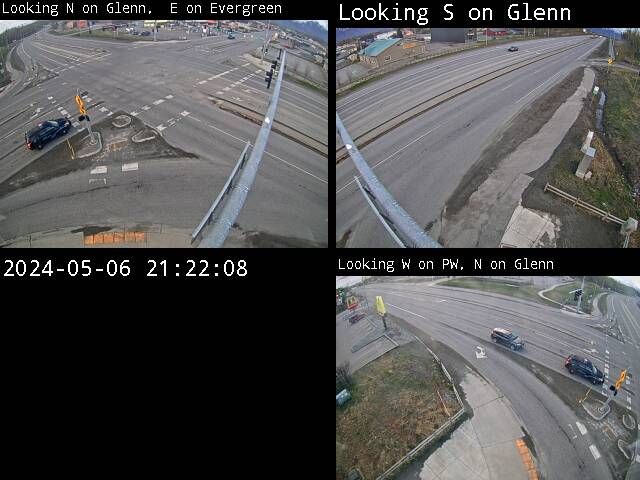 Looking N on Glenn, E on Evergreen
Looking S on Glenn
2024-05-06 21:22:08
Looking W on PW, N on Glenn